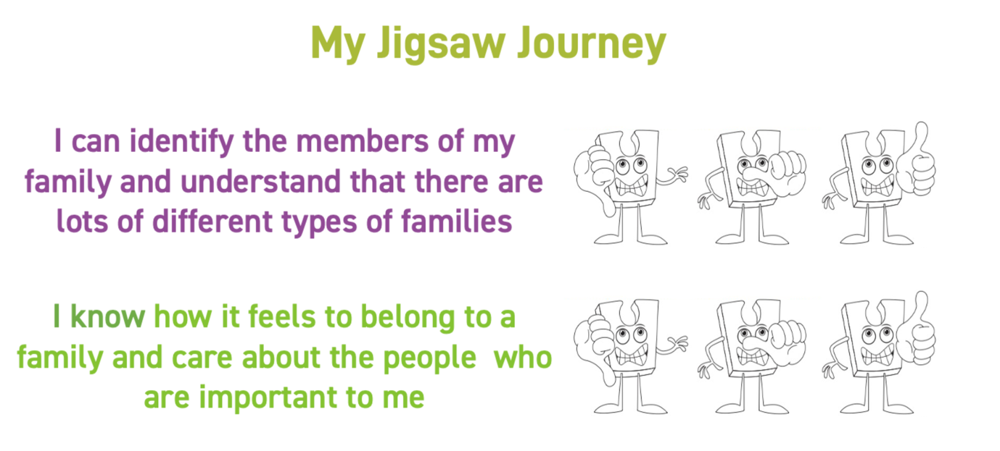 My Jigsaw Journey
I can identify the members of my
family and understand that there are
lots of different types of families
I know how it feels to belong to a
family and care about the people  who
are important to me